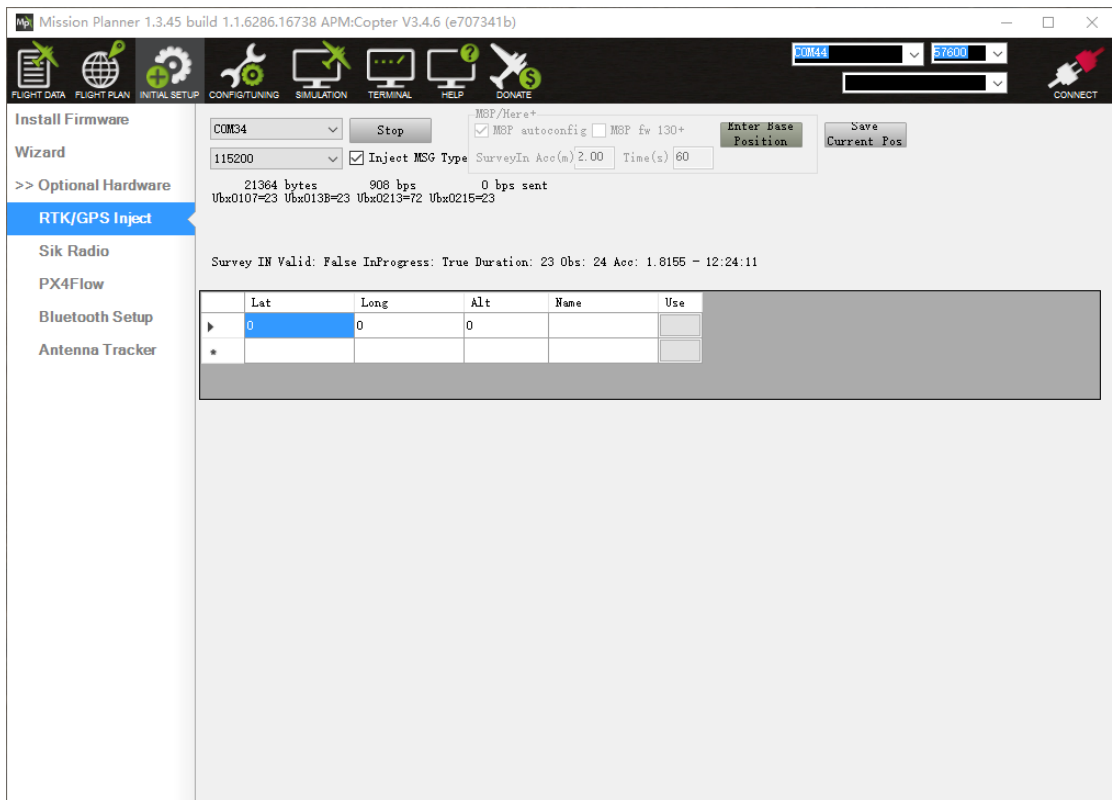 Mission Planner 1.3.45 build 1.1.6286.16738 APM:Copter V3.4.6 (e707341b)
FLIGHT DATA FLIGHT PLAN INITIAL SETUP CONFIG/TUNING SIMULATION TERMINAL HELP DONATE
COM44 57600
CONNECT
Install Firmware
Wizard
>> Optional Hardware
RTK/GPS Inject
Sik Radio
PX4Flow
Bluetooth Setup
Antenna Tracker
COM34 Stop
M8P/Here+
M8P autoconfig M8P fw 130+
Enter Base Position
Save Current Pos
115200 Inject MSG Type SurveyIn Acc(m) 2.00 Time(s) 60
21364 bytes 908 bps 0 bps sent
Ubx0107=23 Ubx013B=23 Ubx0213=72 Ubx0215=23
Survey IN Valid: False InProgress: True Duration: 23 Obs: 24 Acc: 1.8155 - 12:24:11
Lat Long Alt Name Use
0 0 0